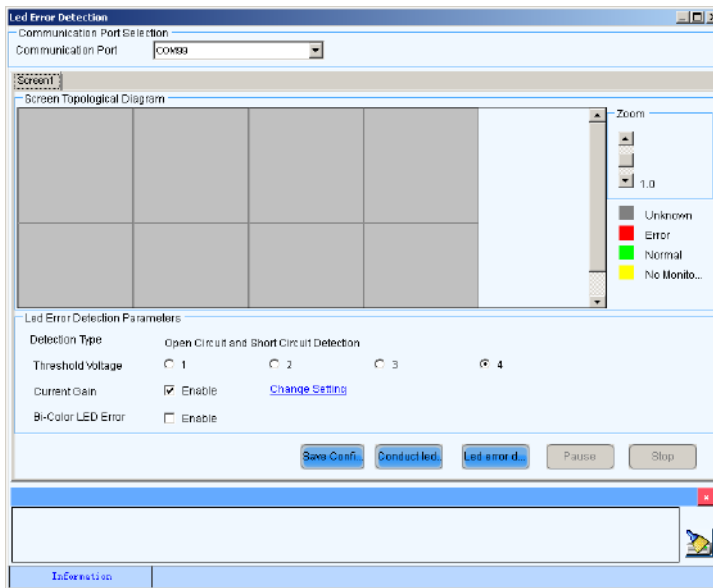 Led Error Detection
Communication Port Selection
Communication Port COM99
Screen1
Screen Topological Diagram
Zoom
1.0
Unknown
Error
Normal
No Monito...
Led Error Detection Parameters
Detection Type Open Circuit and Short Circuit Detection
Threshold Voltage 1 2 3 4
Current Gain Enable Change Setting
Bi-Color LED Error Enable
Save Confi.. Conduct led.. Led error d... Pause Stop
Information